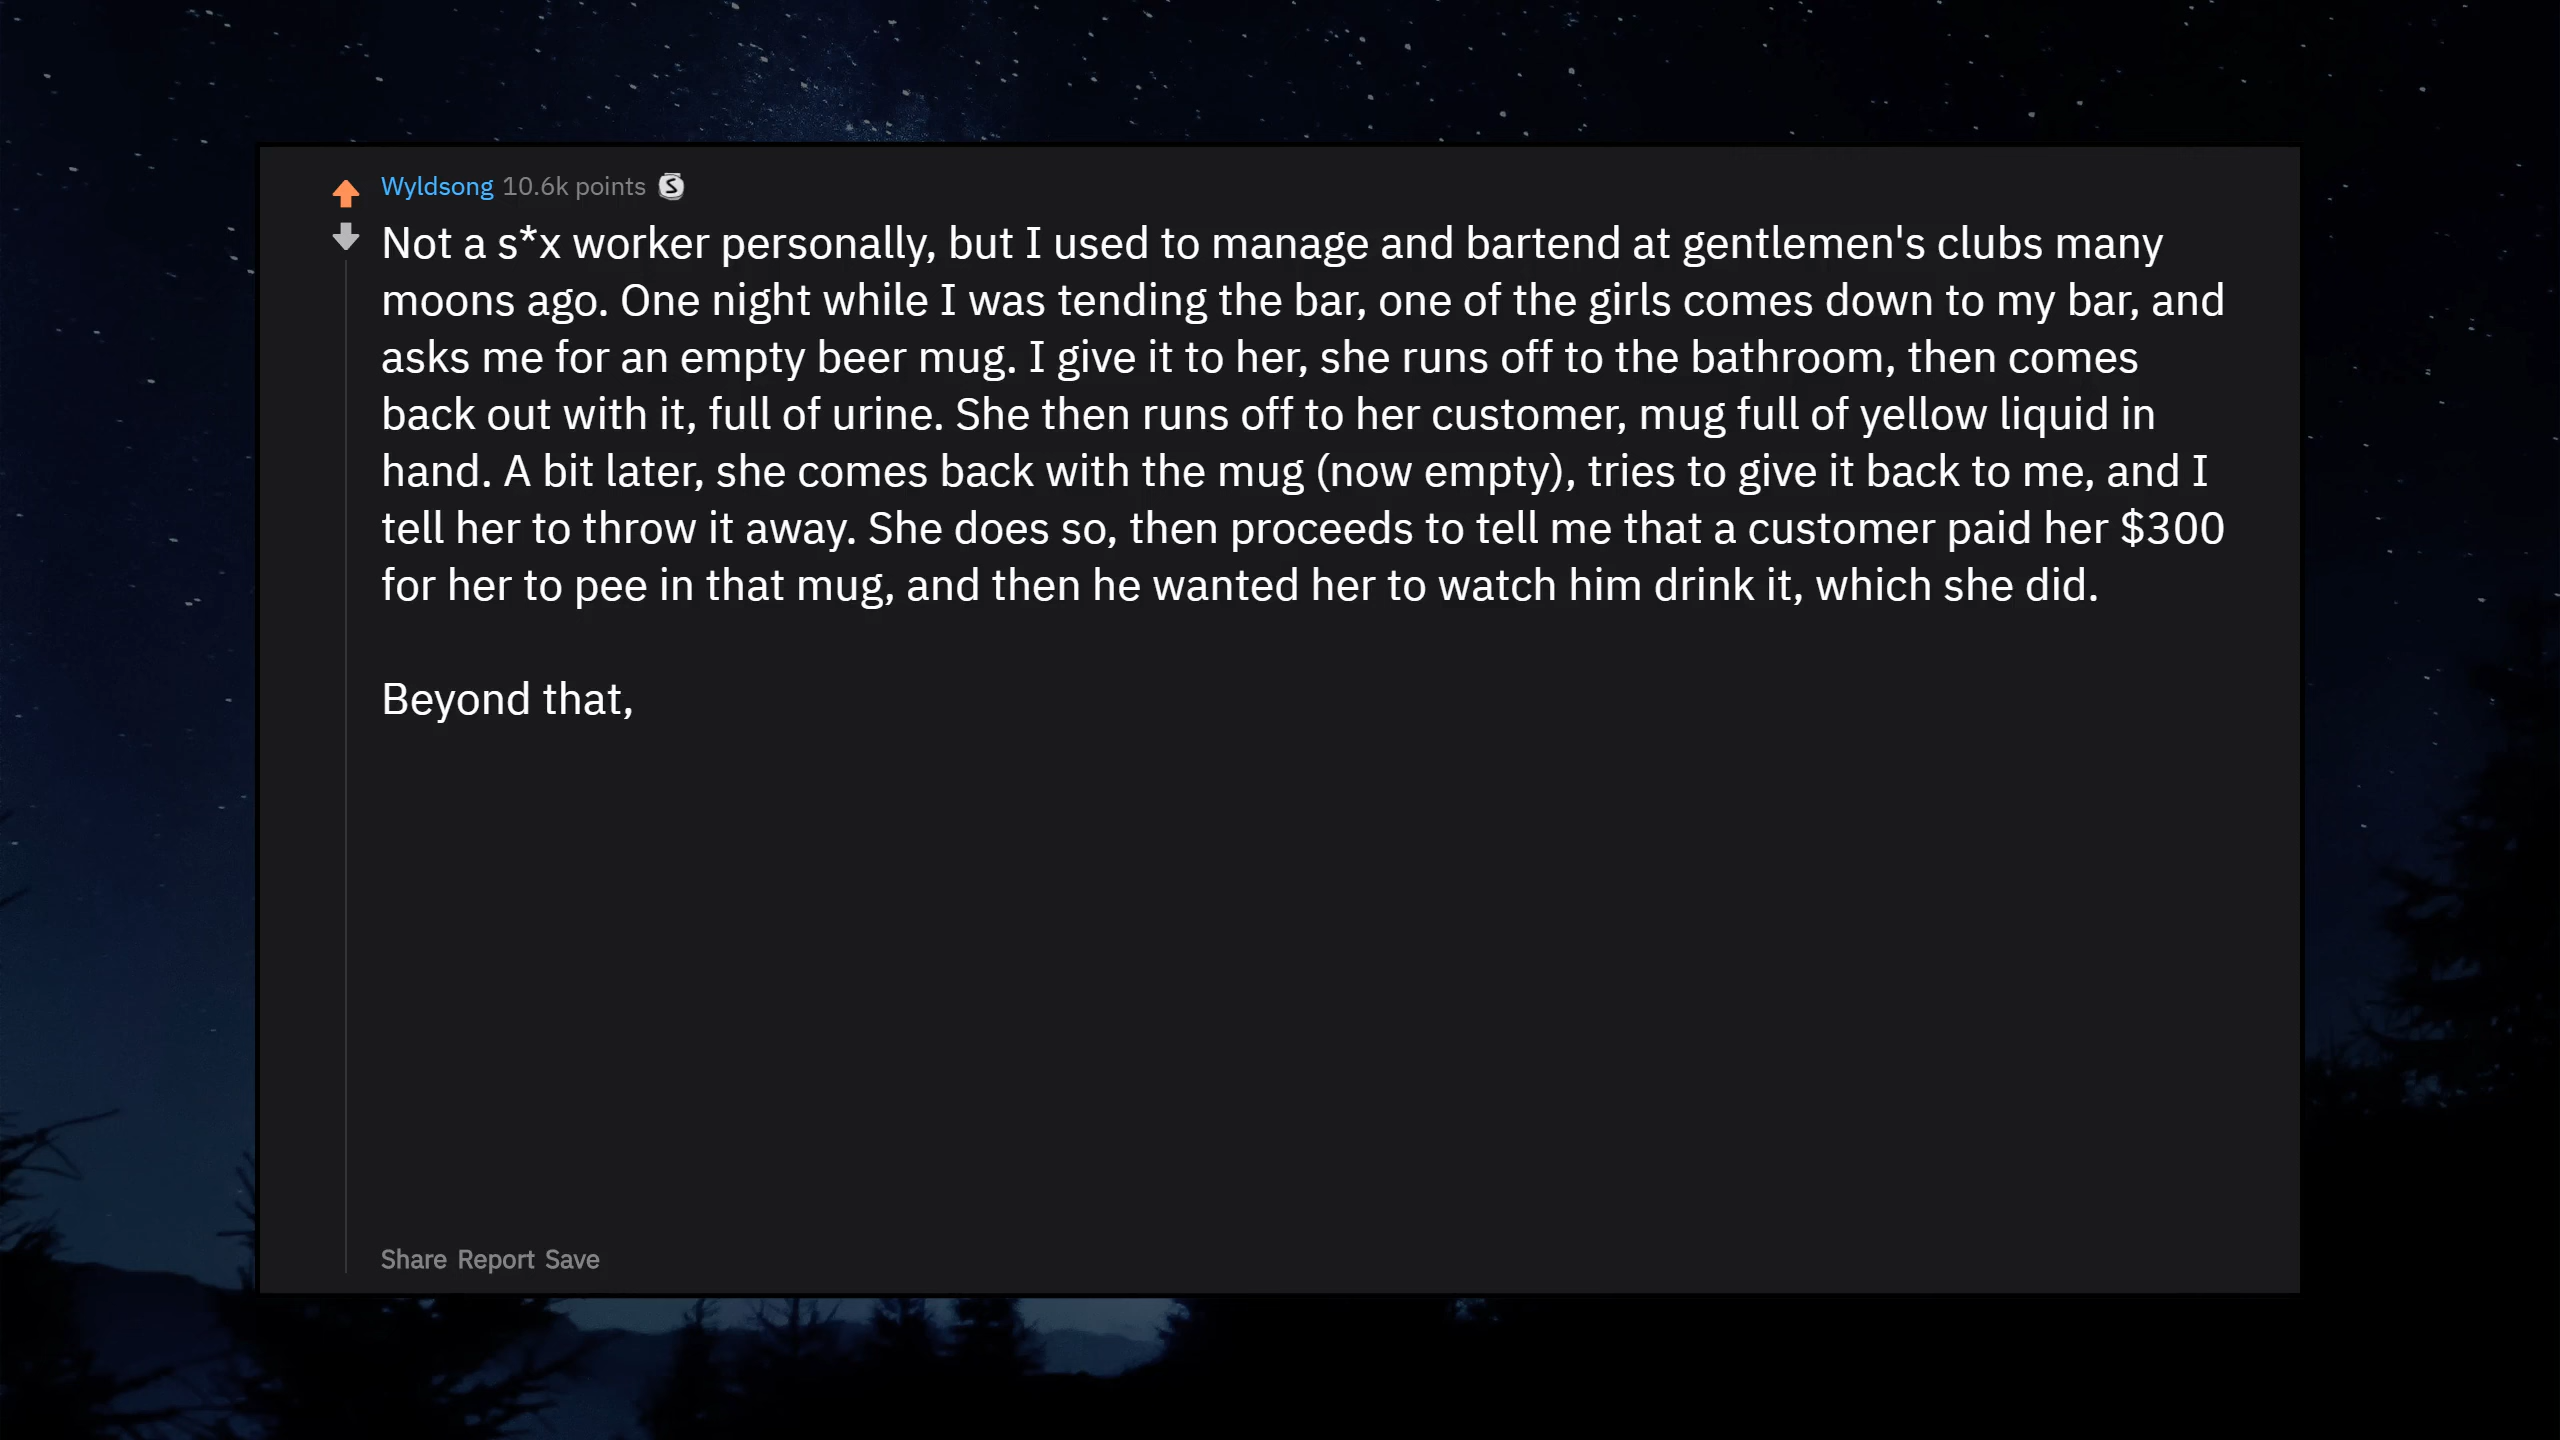 Wyldsong 10.6k points S
Not a s*x worker personally, but I used to manage and bartend at gentlemen's clubs many
moons ago. One night while I was tending the bar, one of the girls comes down to my bar, and
asks me for an empty beer mug. I give it to her, she runs off to the bathroom, then comes
back out with it, full of urine. She then runs off to her customer, mug full of yellow liquid in
hand. A bit later, she comes back with the mug (now empty), tries to give it back to me, and I
tell her to throw it away. She does so, then proceeds to tell me that a customer paid her $300
for her to pee in that mug, and then he wanted her to watch him drink it, which she did.
Beyond that,
Share Report Save